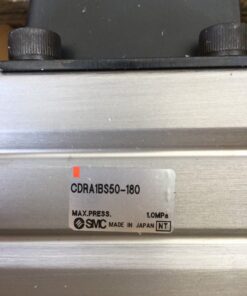 CDRA1BS50-180
MAX.PRESS. 1.0MPa
SMC MADE IN JAPAN NT